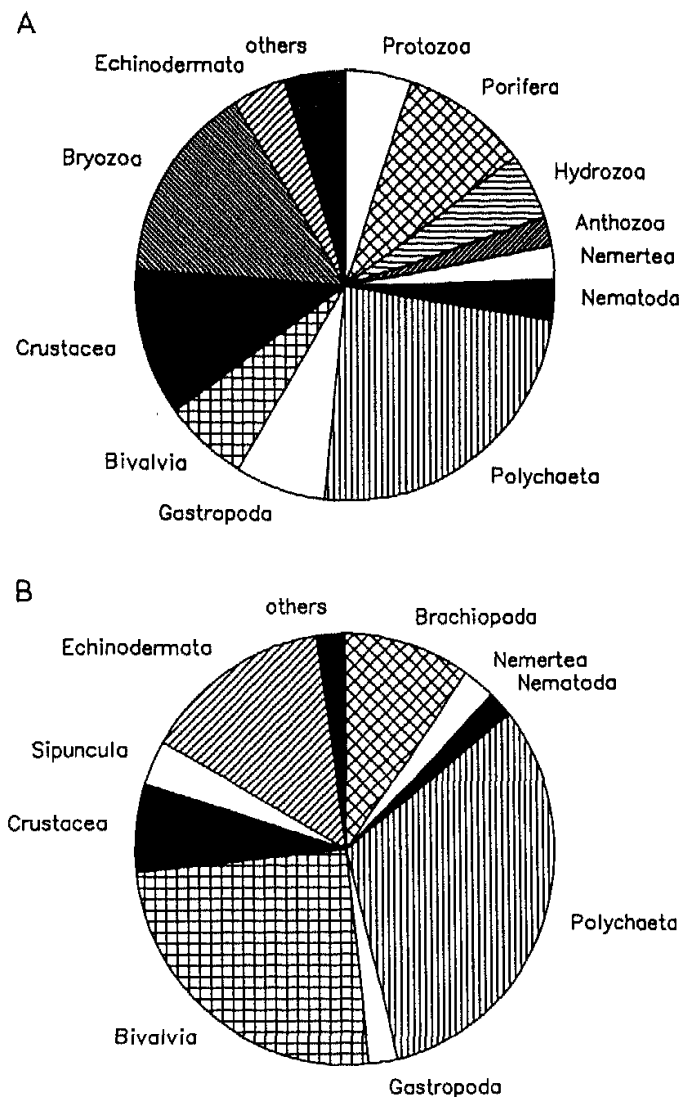 A
others
Protozoa
Echinodermata
Porifera
Bryozoa
Hydrozoa
Anthozoa
Nemertea
Nematoda
Crustacea
Bivalvia
Polychaeta
Gastropoda
B
others
Brachiopada
Echinodermata
Nemertea
Nematoda
Sipuncula
Crustacea
Polychaeta
Bivalvia
Gastropoda